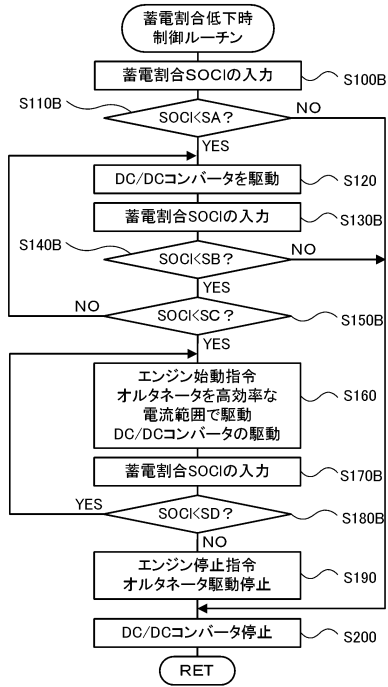 蓄電割合低下時
制御ルーチン
蓄電割合SOClの入力
S100B
S110B
SOCl<SA?
NO
YES
DC/DCコンバータを駆動
S120
蓄電割合SOClの入力
S130B
S140B
SOCl<SB?
NO
YES
NO
SOCl<SC?
S150B
YES
エンジン始動指令
オルタネータを高効率な
電流範囲で駆動
DC/DCコンバータの駆動
S160
蓄電割合SOClの入力
S170B
YES
SOCl<SD?
S180B
NO
エンジン停止指令
オルタネータ駆動停止
S190
DC/DCコンバータ停止
S200
RET